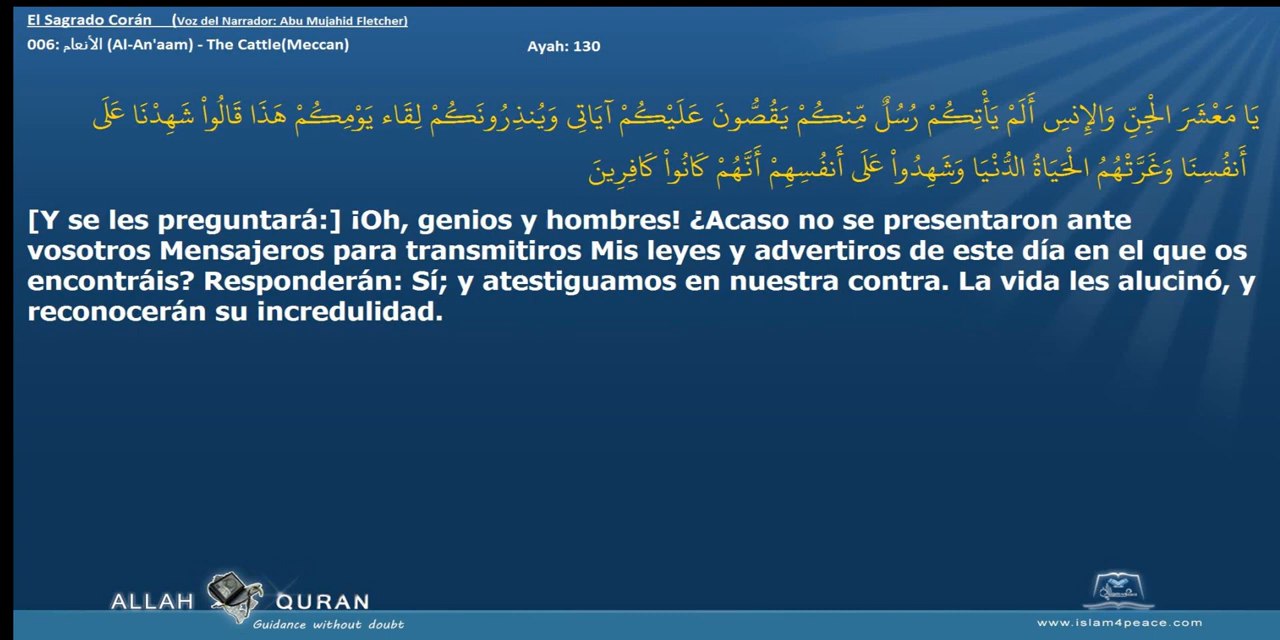 El Sagrado Corán (Voz del Narrador: Abu Mujahid Fletcher)
006: الأنعام (Al-An'aam) - The Cattle(Meccan) Ayah: 130
يَا مَعْشَرَ الْجِنِّ وَالإِنسِ أَلَمْ يَأْتِكُمْ رُسُلٌ مِّنكُمْ يَقُصُّونَ عَلَيْكُمْ آيَاتِي وَيُنذِرُونَكُمْ لِقَاء يَوْمِكُمْ هَذَا قَالُواْ شَهِدْنَا عَلَى
أَنفُسِنَا وَغَرَّتْهُمُ الْحَيَاةُ الدُّنْيَا وَشَهِدُواْ عَلَى أَنفُسِهِمْ أَنَّهُمْ كَانُواْ كَافِرِينَ
[Y se les preguntará:] ¡Oh, genios y hombres! ¿Acaso no se presentaron ante
vosotros Mensajeros para transmitiros Mis leyes y advertiros de este día en el que os
encontráis? Responderán: Sí; y atestiguamos en nuestra contra. La vida les alucinó, y
reconocerán su incredulidad.
ALLAH QURAN
Guidance without doubt
www.islam4peace.com